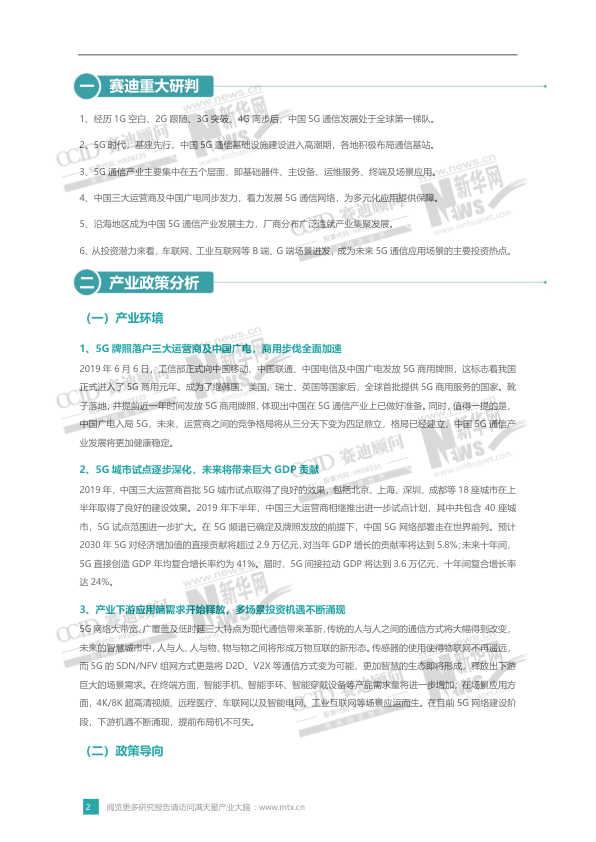 一 赛迪重大研判
1、经历 1G 空白、2G 跟随、3G 突破、4G 同步后，中国 5G 通信发展处于全球第一梯队。
2、5G 时代，基建先行，中国 5G 通信基础设施建设进入高潮期，各地积极布局通信基站。
3、5G 通信产业主要集中在五个层面，即基础器件、主设备、运维服务、终端及场景应用。
4、中国三大运营商及中国广电同步发力，着力发展 5G 通信网络，为多元化应用提供保障。
5、沿海地区成为中国 5G 通信产业发展主力，厂商分布广泛造就产业集聚发展。
6、从投资潜力来看，车联网、工业互联网等 B 端、G 端场景迸发，成为未来 5G 通信应用场景的主要投资热点。
二 产业政策分析
（一）产业环境
1、5G 牌照落户三大运营商及中国广电，商用步伐全面加速
2019 年 6 月 6 日，工信部正式向中国移动、中国联通、中国电信及中国广电发放 5G 商用牌照，这标志着我国
正式进入了 5G 商用元年。成为了继韩国、美国、瑞士、英国等国家后，全球首批提供 5G 商用服务的国家。靴
子落地，并提前近一年时间发放 5G 商用牌照，体现出中国在 5G 通信产业上已做好准备。同时，值得一提的是，
中国广电入局 5G，未来，运营商之间的竞争格局将从三分天下变为四足鼎立，格局已经建立，中国 5G 通信产
业发展将更加健康稳定。
2、5G 城市试点逐步深化，未来将带来巨大 GDP 贡献
2019 年，中国三大运营商首批 5G 城市试点取得了良好的效果，包括北京、上海、深圳、成都等 18 座城市在上
半年取得了良好的建设效果。2019 年下半年，中国三大运营商相继推出进一步试点计划，其中共包含 40 座城
市，5G 试点范围进一步扩大。在 5G 频谱已确定及牌照发放的前提下，中国 5G 网络部署走在世界前列。预计
2030 年 5G 对经济增加值的直接贡献将超过 2.9 万亿元，对当年 GDP 增长的贡献率将达到 5.8%；未来十年间，
5G 直接创造 GDP 年均复合增长率约为 41%。届时，5G 间接拉动 GDP 将达到 3.6 万亿元，十年间复合增长率
达 24%。
3、产业下游应用端需求开始释放，多场景投资机遇不断涌现
5G 网络大带宽、广覆盖及低时延三大特点为现代通信带来革新，传统的人与人之间的通信方式将大幅得到改变，
未来的智慧城市中，人与人、人与物、物与物之间将形成万物互联的新形态。传感器的使用使得物联网不再遥远，
而 5G 的 SDN/NFV 组网方式更是将 D2D、V2X 等通信方式变为可能，更加智慧的生态即将形成，释放出下游
巨大的场景需求。在终端方面，智能手机、智能手环、智能穿戴设备等产品需求量将进一步增加；在场景应用方
面，4K/8K 超高清视频、远程医疗、车联网以及智能电网、工业互联网等场景应运而生。在目前 5G 网络建设阶
段，下游机遇不断涌现，提前布局机不可失。
（二）政策导向
2 阅览更多研究报告请访问满天星产业大脑：www.mtx.cn